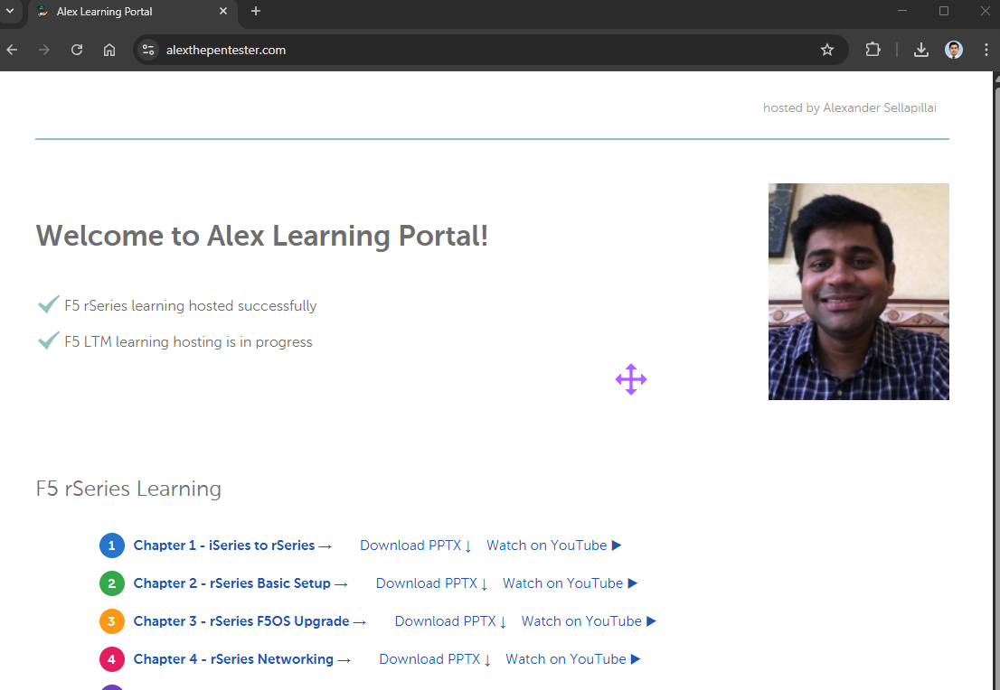 Alex Learning Portal
alexthepentester.com
hosted by Alexander Sellapillai
Welcome to Alex Learning Portal!
F5 rSeries learning hosted successfully
F5 LTM learning hosting is in progress
F5 rSeries Learning
1 Chapter 1 - iSeries to rSeries → Download PPTX ↓ Watch on YouTube ▶
2 Chapter 2 - rSeries Basic Setup → Download PPTX ↓ Watch on YouTube ▶
3 Chapter 3 - rSeries F5OS Upgrade → Download PPTX ↓ Watch on YouTube ▶
4 Chapter 4 - rSeries Networking → Download PPTX ↓ Watch on YouTube ▶